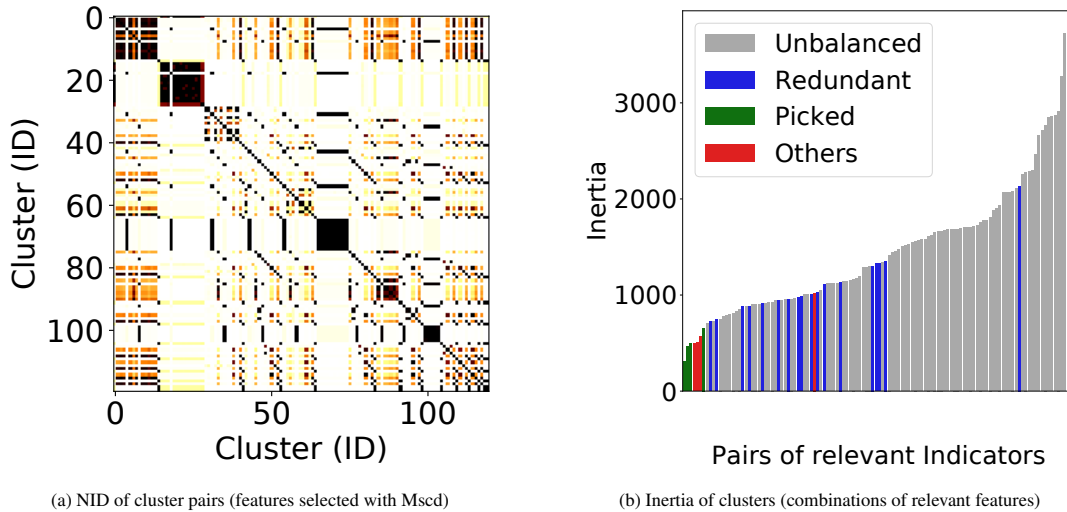 0
20
40
60
80
100
Cluster (ID)
0
50
100
Cluster (ID)
(a) NID of cluster pairs (features selected with Mscd)
Unbalanced
Redundant
Picked
Others
3000
2000
1000
0
Inertia
Pairs of relevant Indicators
(b) Inertia of clusters (combinations of relevant features)